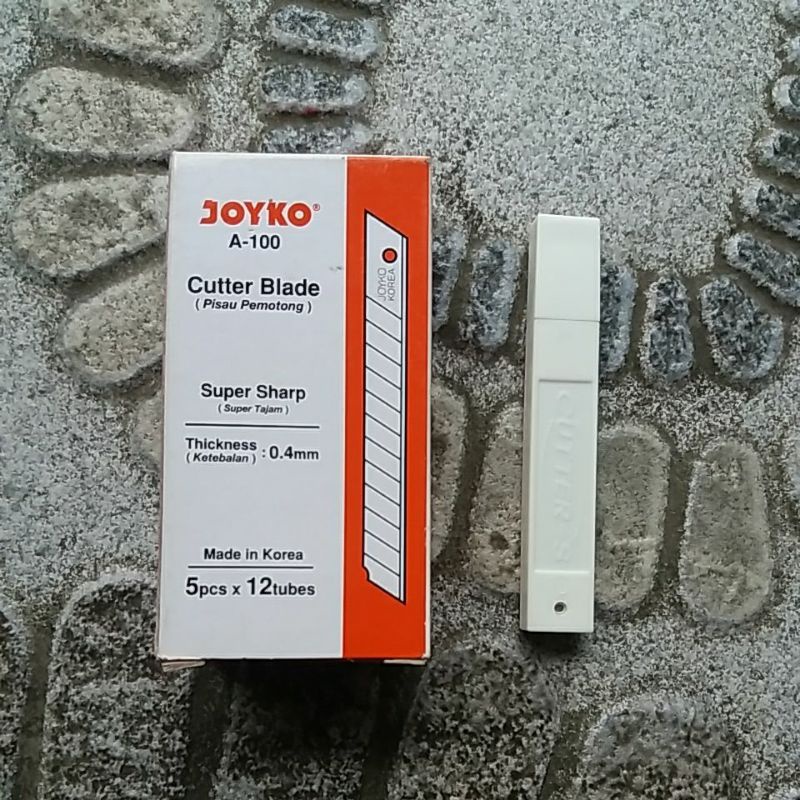 JOYKO®
A-100
Cutter Blade
( Pisau Pemotong )
Super Sharp
( Super Tajam )
Thickness
( Ketebalan )
: 0.4mm
Made in Korea
5pcs x 12tubes
JOYKO
KOREA
CUTTER'S